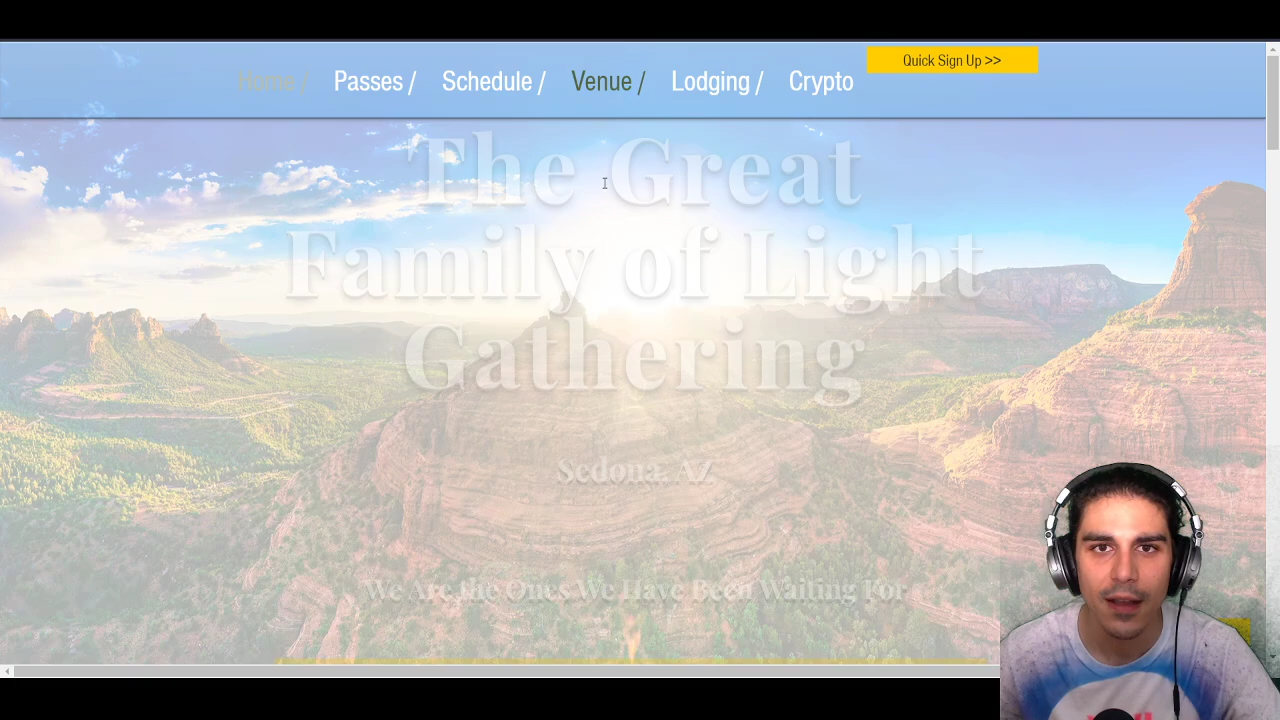 Home / Passes / Schedule / Venue / Lodging / Crypto
Quick Sign Up >>
The Great
Family of Light
Gathering
Sedona, AZ
We Are the Ones We Have Been Waiting For